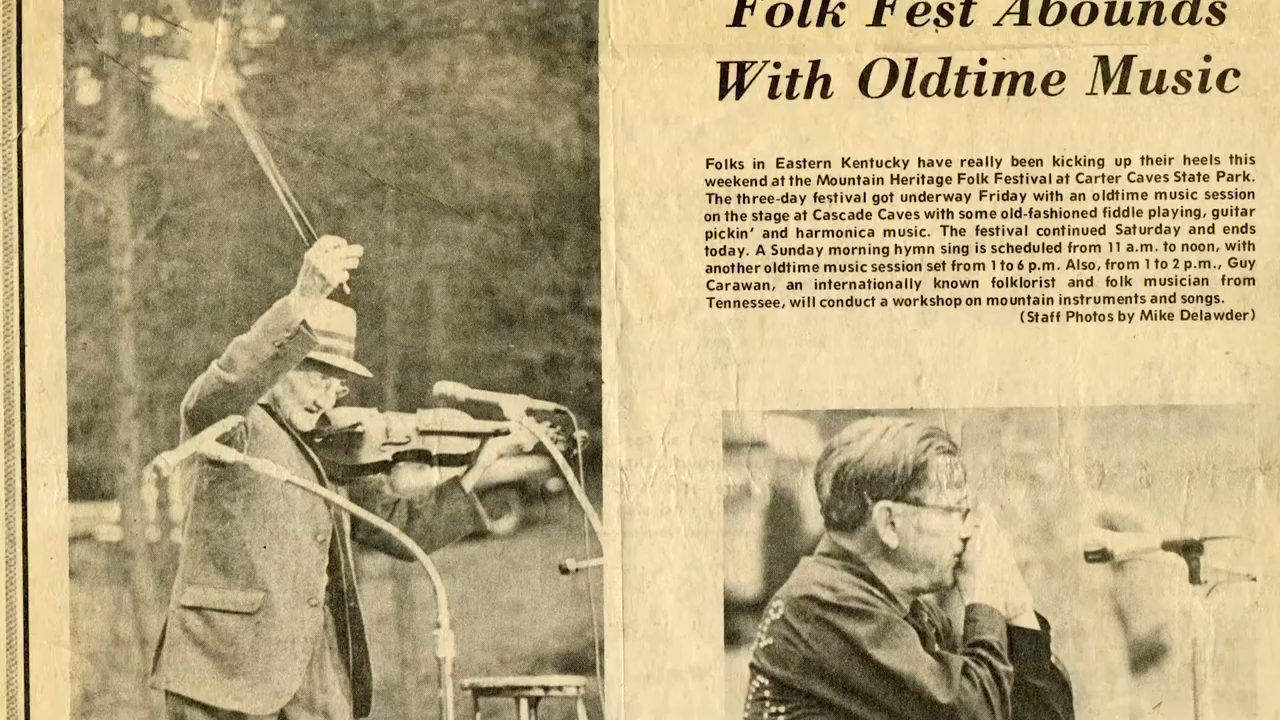 Folk Fest Abounds
With Oldtime Music
Folks in Eastern Kentucky have really been kicking up their heels this
weekend at the Mountain Heritage Folk Festival at Carter Caves State Park.
The three-day festival got underway Friday with an oldtime music session
on the stage at Cascade Caves with some old-fashioned fiddle playing, guitar
pickin' and harmonica music. The festival continued Saturday and ends
today. A Sunday morning hymn sing is scheduled from 11 a.m. to noon, with
another oldtime music session set from 1 to 6 p.m. Also, from 1 to 2 p.m., Guy
Carawan, an internationally known folklorist and folk musician from
Tennessee, will conduct a workshop on mountain instruments and songs.
(Staff Photos by Mike Delawder)